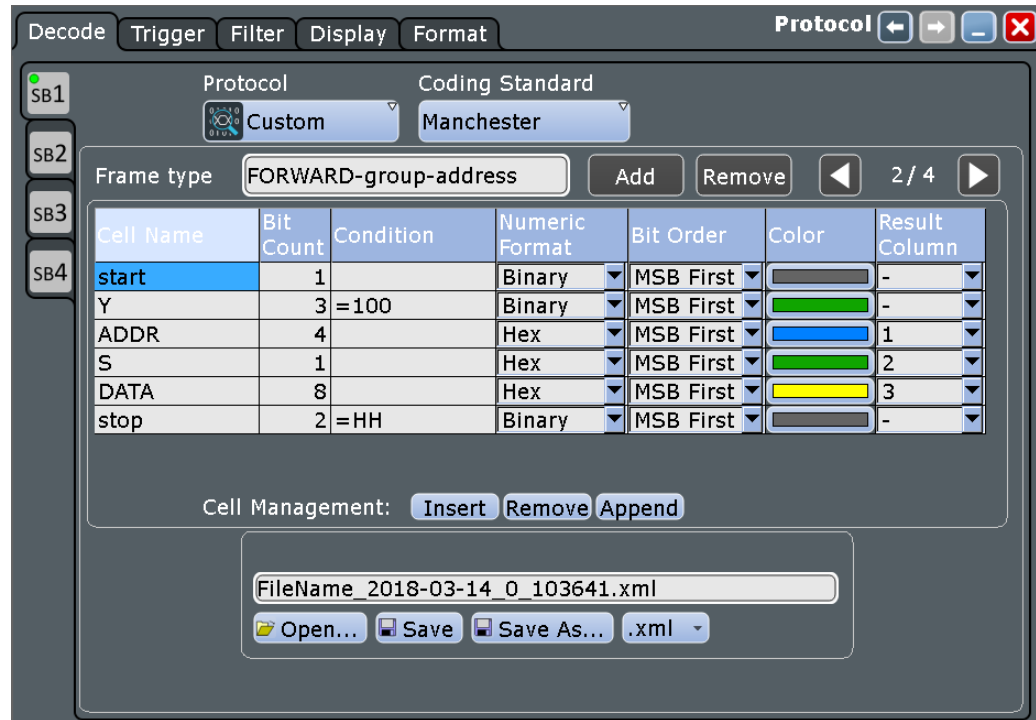 Decode Trigger Filter Display Format Protocol
SB1
SB2
SB3
SB4
Protocol Coding Standard
Custom Manchester
Frame type FORWARD-group-address Add Remove 2/ 4
Cell Name Bit Count Condition Numeric Format Bit Order Color Result Column
start 1 Binary MSB First -
Y 3 =100 Binary MSB First -
ADDR 4 Hex MSB First 1
S 1 Hex MSB First 2
DATA 8 Hex MSB First 3
stop 2 =HH Binary MSB First -
Cell Management: Insert Remove Append
FileName_2018-03-14_0_103641.xml
Open... Save Save As... .xml